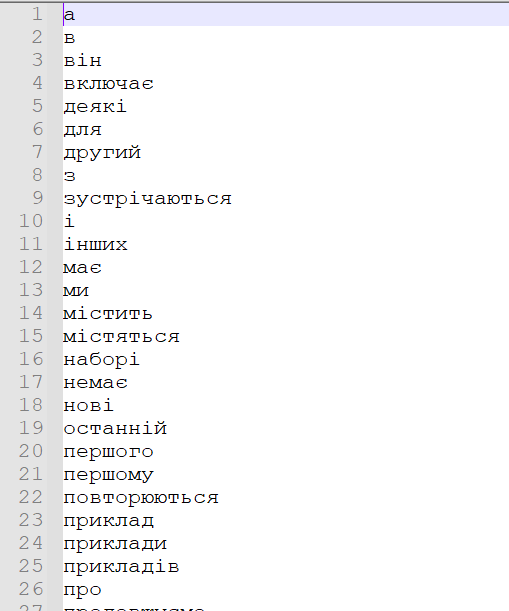 1 а
2 в
3 він
4 включає
5 деякі
6 для
7 другий
8 з
9 зустрічаються
10 і
11 інших
12 має
13 ми
14 містить
15 містяться
16 наборі
17 немає
18 нові
19 останній
20 першого
21 першому
22 повторюються
23 приклад
24 приклади
25 прикладів
26 про
27